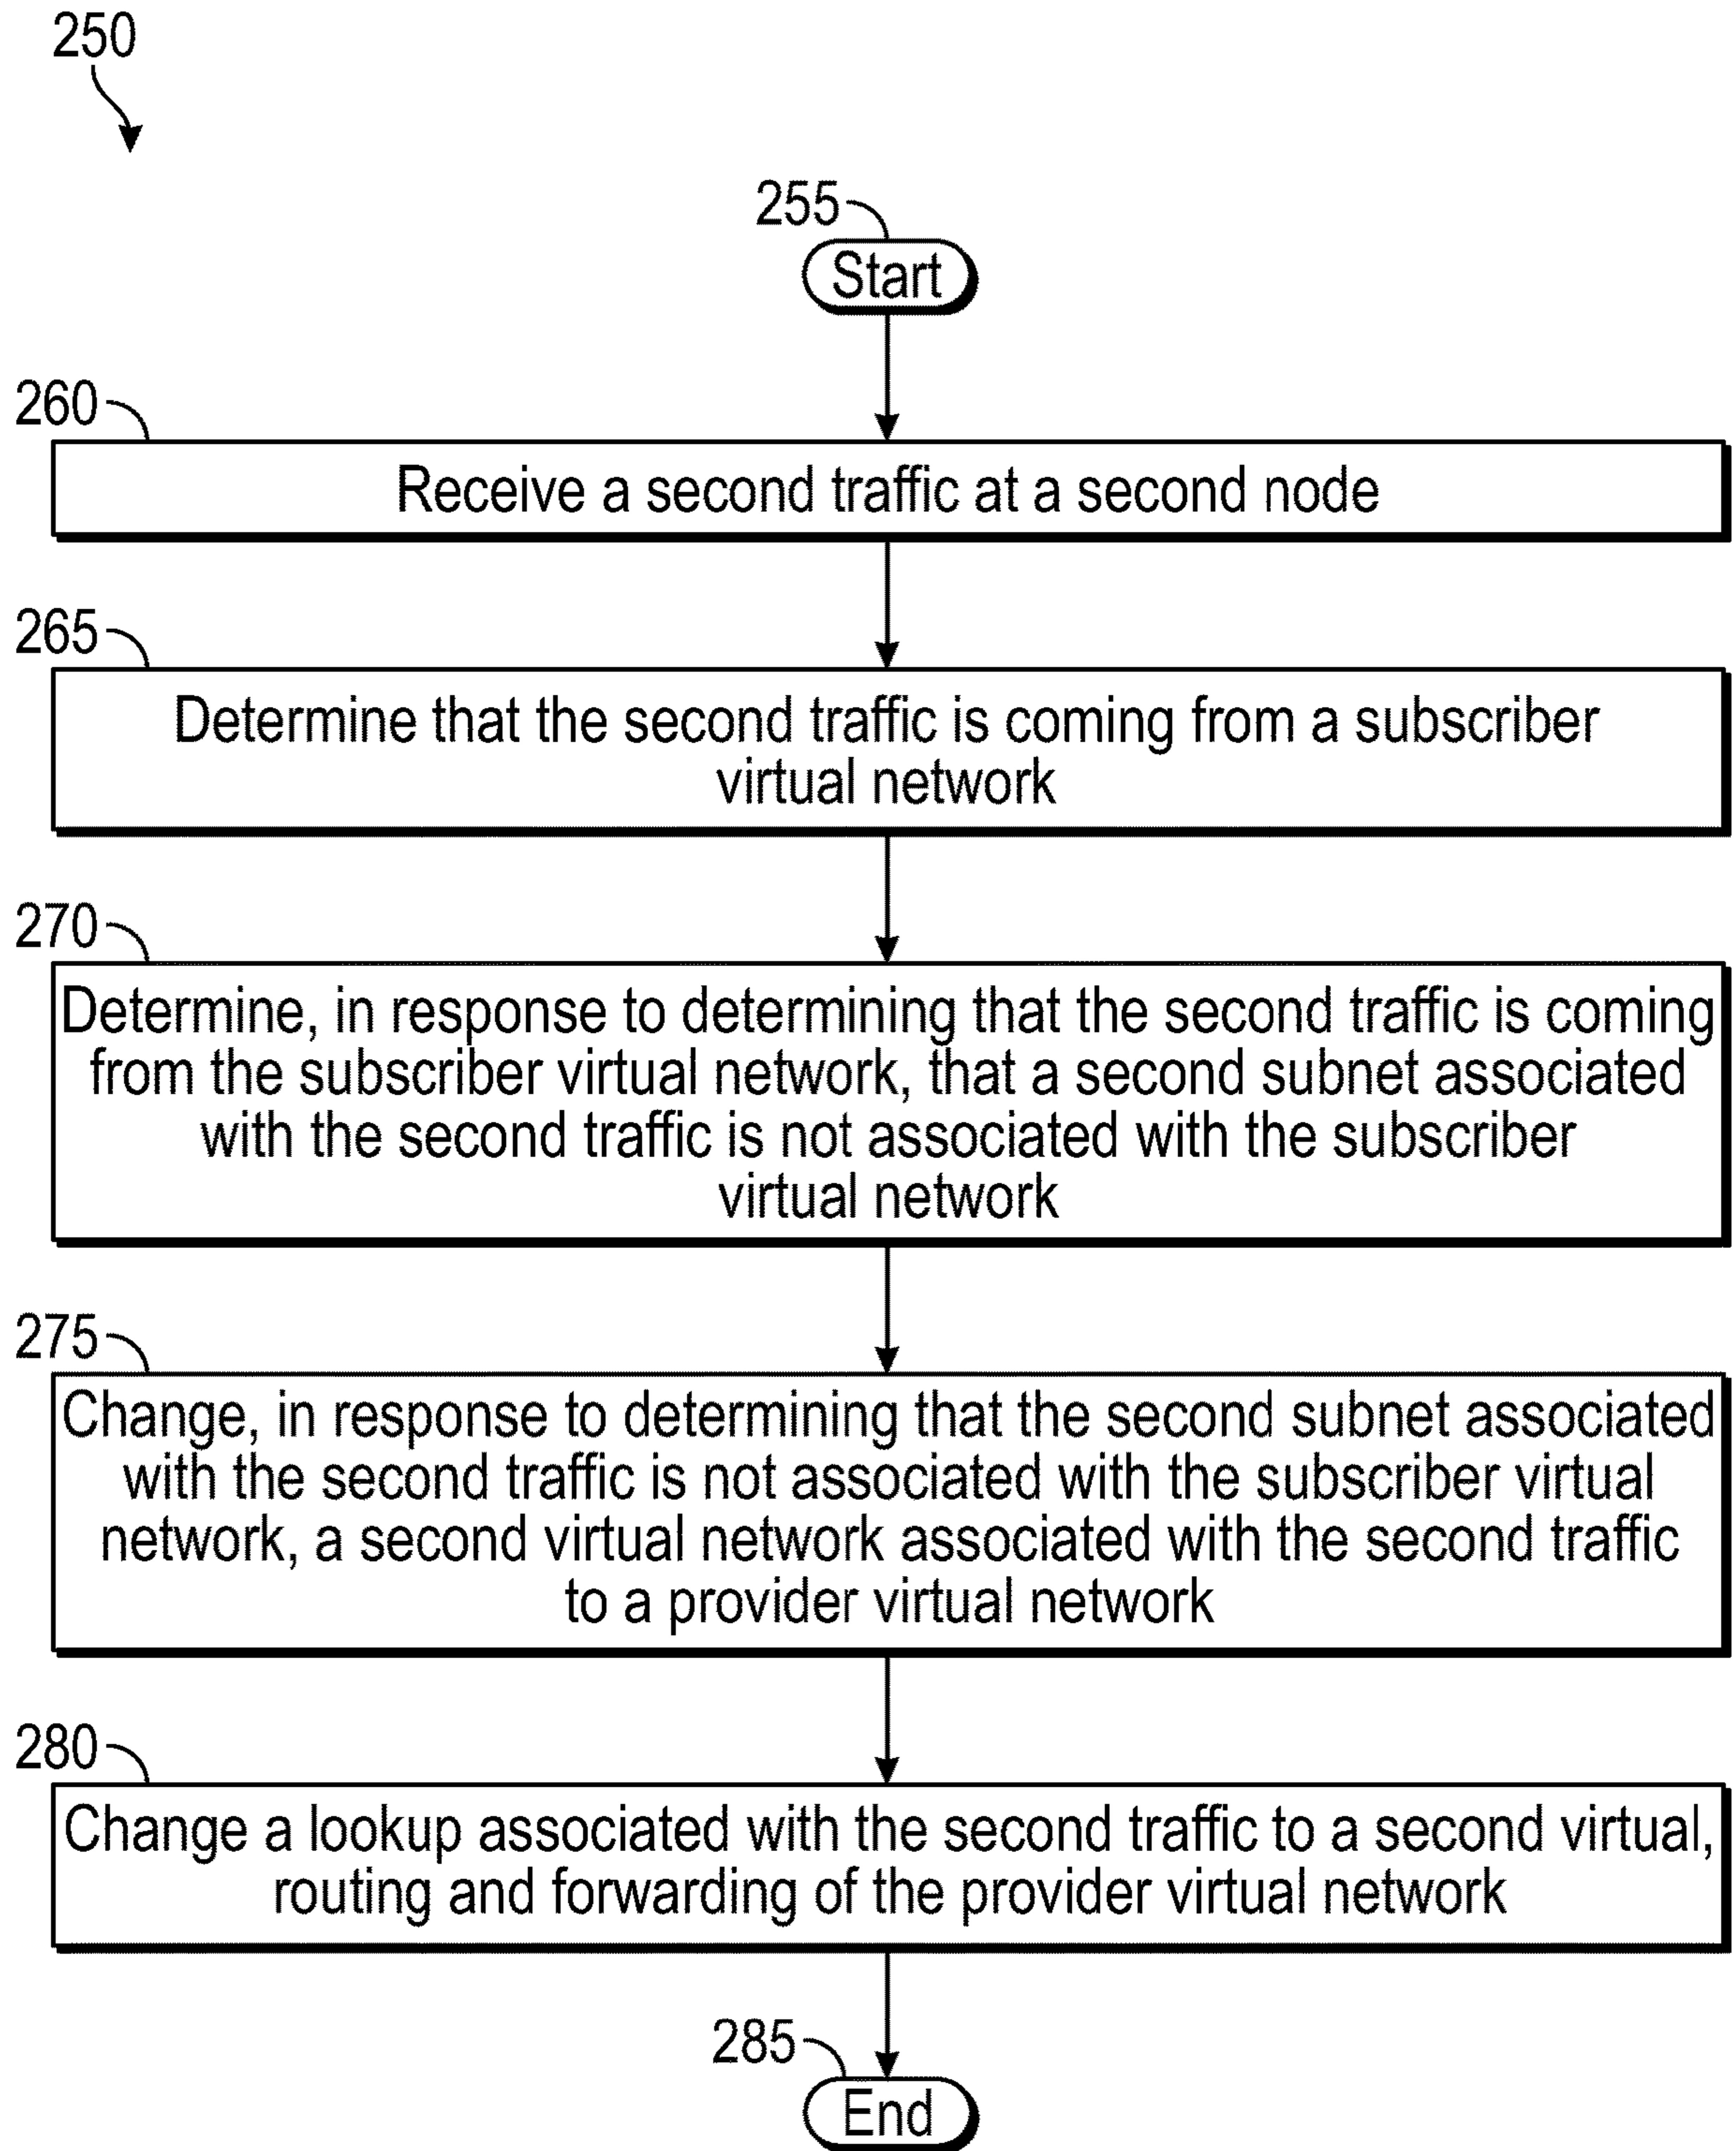 250
255
Start
260
Receive a second traffic at a second node
265
Determine that the second traffic is coming from a subscriber
virtual network
270
Determine, in response to determining that the second traffic is coming
from the subscriber virtual network, that a second subnet associated
with the second traffic is not associated with the subscriber
virtual network
275
Change, in response to determining that the second subnet associated
with the second traffic is not associated with the subscriber virtual
network, a second virtual network associated with the second traffic
to a provider virtual network
280
Change a lookup associated with the second traffic to a second virtual,
routing and forwarding of the provider virtual network
285
End